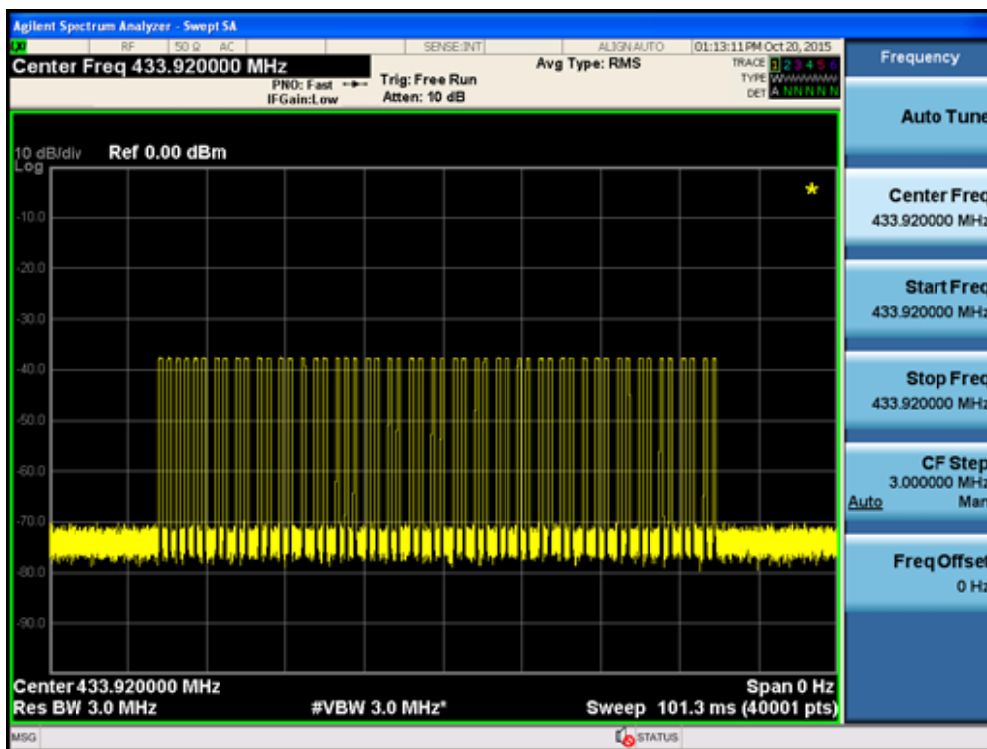 Agilent Spectrum Analyzer - Swept SA
LXI RF 50 Ω AC SENSE:INT ALIGN AUTO 01:13:11 PM Oct 20, 2015
Center Freq 433.920000 MHz
PNO: Fast
IFGain:Low
Trig: Free Run
Atten: 10 dB
Avg Type: RMS
TRACE 1 2 3 4 5 6
TYPE WWWWWW
DET A N N N N N
10 dB/div Ref 0.00 dBm
Log
-10.0
-20.0
-30.0
-40.0
-50.0
-60.0
-70.0
-80.0
-90.0
*
Center 433.920000 MHz
Span 0 Hz
Res BW 3.0 MHz
#VBW 3.0 MHz*
Sweep 101.3 ms (40001 pts)
MSG
STATUS
Frequency
Auto Tune
Center Freq
433.920000 MHz
Start Freq
433.920000 MHz
Stop Freq
433.920000 MHz
CF Step
3.000000 MHz
Auto Man
Freq Offset
0 Hz